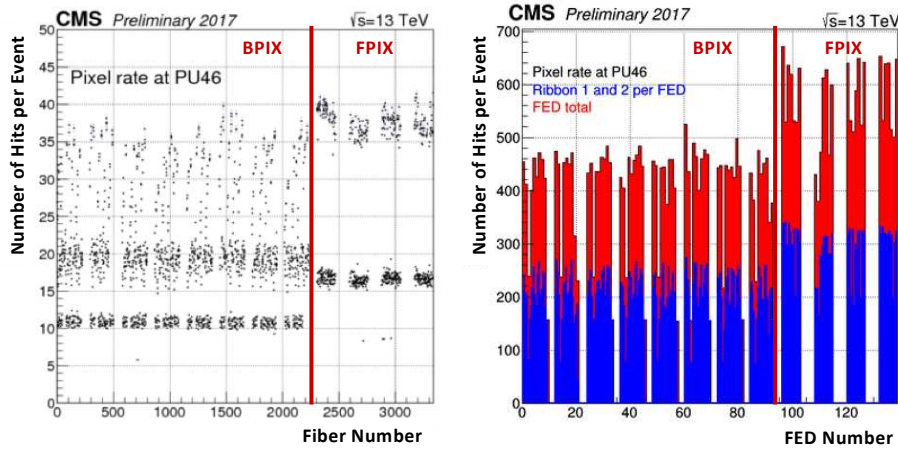 CMS Preliminary 2017 √s=13 TeV
BPIX FPIX
Pixel rate at PU46
Number of Hits per Event
50
45
40
35
30
25
20
15
10
5
0
0 500 1000 1500 2000 2500 3000
Fiber Number
CMS Preliminary 2017 √s=13 TeV
BPIX FPIX
Pixel rate at PU46
Ribbon 1 and 2 per FED
FED total
Number of Hits per Event
700
600
500
400
300
200
100
0
0 20 40 60 80 100 120
FED Number